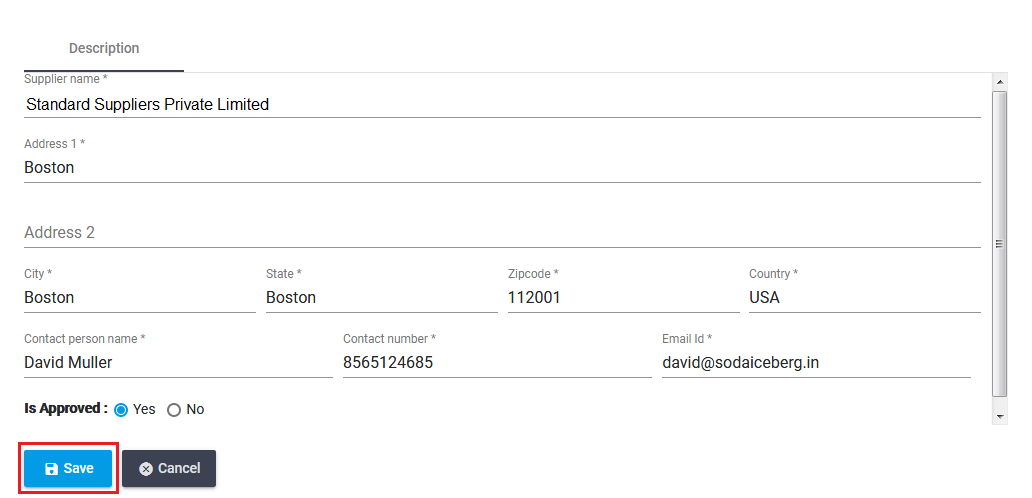 Description
Supplier name *
Standard Suppliers Private Limited
Address 1 *
Boston
Address 2
City * State * Zipcode * Country *
Boston Boston 112001 USA
Contact person name * Contact number * Email Id *
David Muller 8565124685 david@sodaiceberg.in
Is Approved : Yes No
Save Cancel